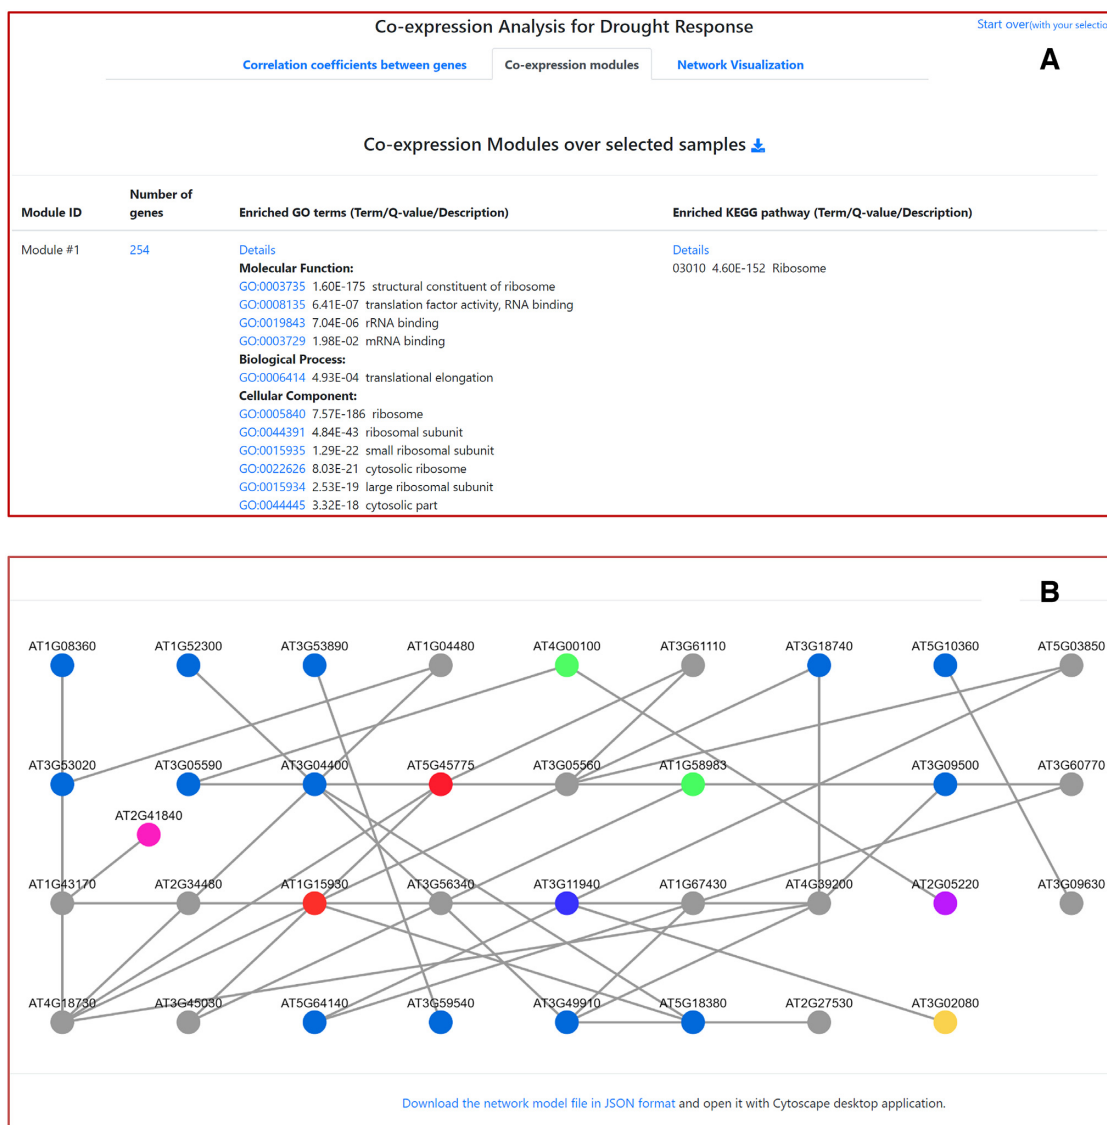 Co-expression Analysis for Drought Response
Start over(with your selectio
A
Correlation coefficients between genes Co-expression modules Network Visualization
Co-expression Modules over selected samples
Module ID Number of genes Enriched GO terms (Term/Q-value/Description) Enriched KEGG pathway (Term/Q-value/Description)
Module #1 254 Details Details
Molecular Function: 03010 4.60E-152 Ribosome
GO:0003735 1.60E-175 structural constituent of ribosome
GO:0008135 6.41E-07 translation factor activity, RNA binding
GO:0019843 7.04E-06 rRNA binding
GO:0003729 1.98E-02 mRNA binding
Biological Process:
GO:0006414 4.93E-04 translational elongation
Cellular Component:
GO:0005840 7.57E-186 ribosome
GO:0044391 4.84E-43 ribosomal subunit
GO:0015935 1.29E-22 small ribosomal subunit
GO:0022626 8.03E-21 cytosolic ribosome
GO:0015934 2.53E-19 large ribosomal subunit
GO:0044445 3.32E-18 cytosolic part
B
AT1G08360 AT1G52300 AT3G53890 AT1G04480 AT4G00100 AT3G61110 AT3G18740 AT5G10360 AT5G03850
AT3G53020 AT3G05590 AT3G04400 AT5G45775 AT3G05560 AT1G58983 AT3G09500 AT3G60770
AT2G41840
AT1G43170 AT2G34480 AT1G15930 AT3G56340 AT3G11940 AT1G67430 AT4G39200 AT2G05220 AT3G09630
AT4G18730 AT3G45030 AT5G64140 AT3G59540 AT3G49910 AT5G18380 AT2G27530 AT3G02080
Download the network model file in JSON format and open it with Cytoscape desktop application.